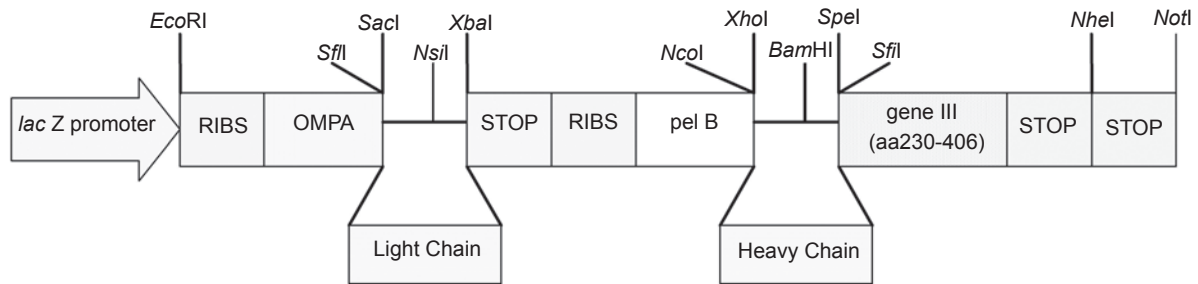 EcoRI
SacI
XbaI
XhoI
SpeI
NheI
NotI
SfiI
NsiI
NcoI
BamHI
SfiI
lac Z promoter
RIBS
OMPA
STOP
RIBS
pel B
gene III
(aa230-406)
STOP
STOP
Light Chain
Heavy Chain